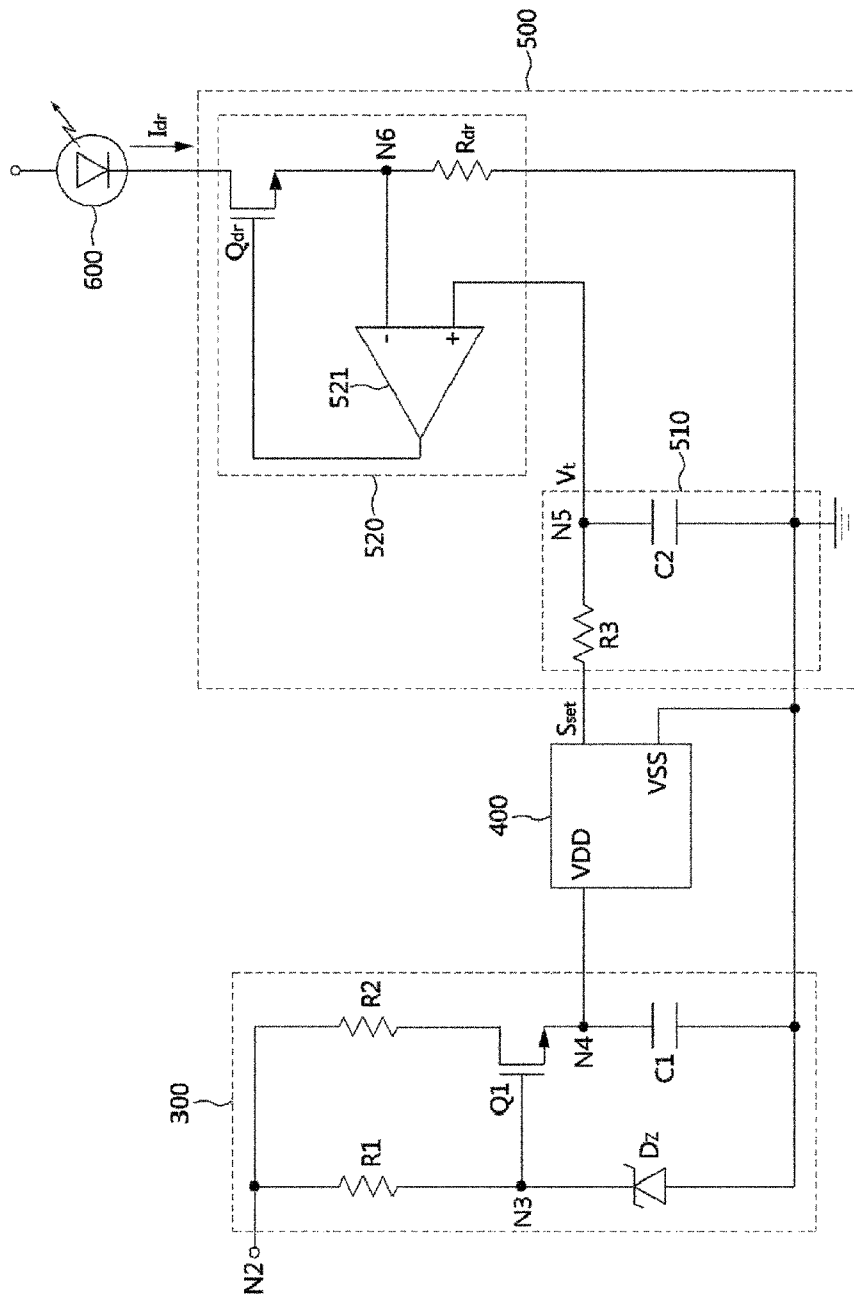 N2
300
R1
R2
N3
Q1
Dz
N4
C1
400
VDD
VSS
Sset
R3
N5
Vt
C2
510
520
521
-
+
Qdr
N6
Rdr
600
Idr
500